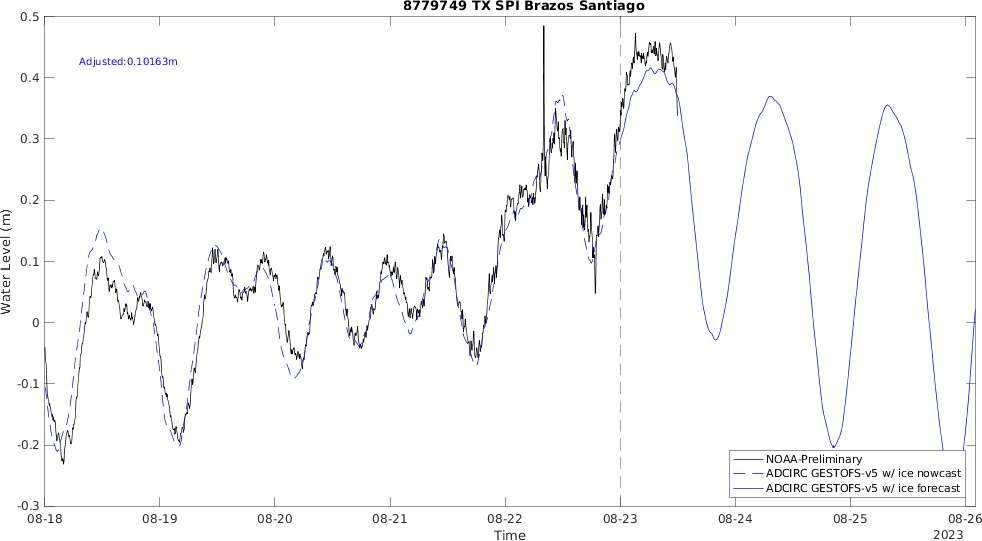 8779749 TX SPI Brazos Santiago
Adjusted:0.10163m
Water Level (m)
0.5
0.4
0.3
0.2
0.1
0
-0.1
-0.2
-0.3
NOAA-Preliminary
ADCIRC GESTOFS-v5 w/ ice nowcast
ADCIRC GESTOFS-v5 w/ ice forecast
08-18 08-19 08-20 08-21 08-22 08-23 08-24 08-25 08-26
Time
2023